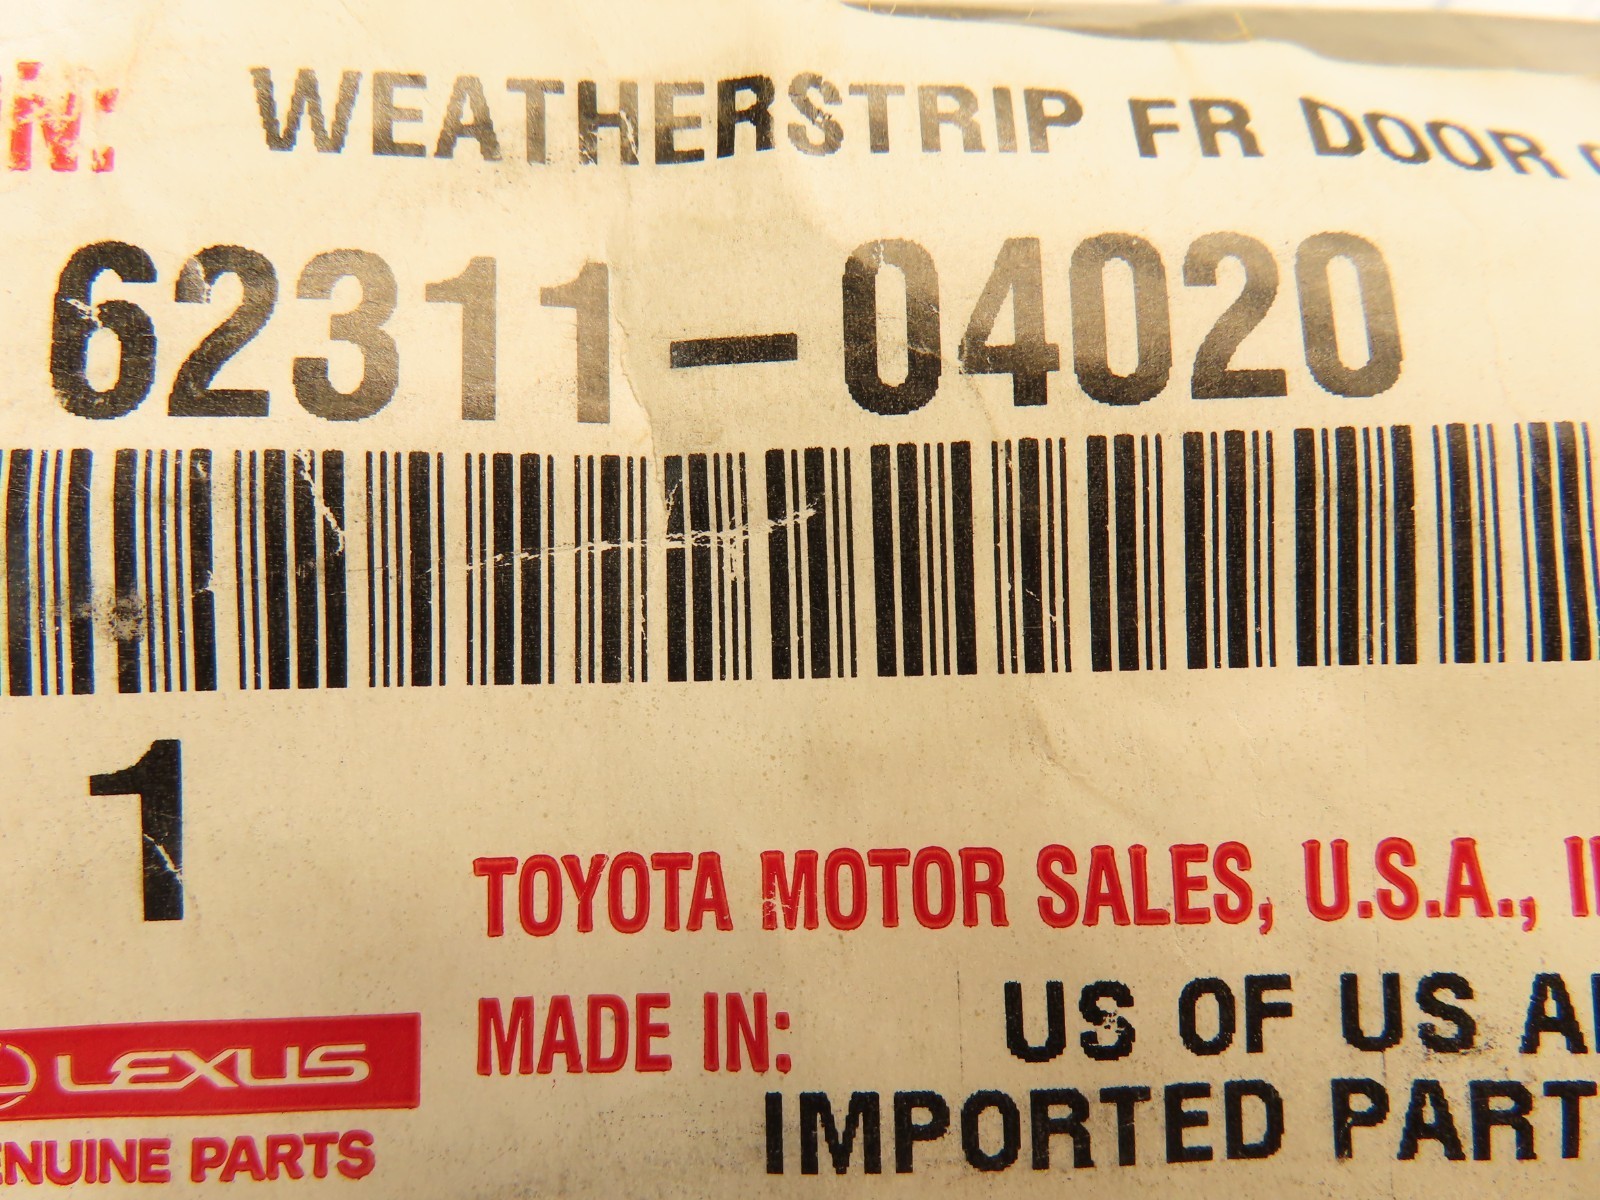 WEATHERSTRIP FR DOOR
62311-04020
1
TOYOTA MOTOR SALES, U.S.A.,
MADE IN: US OF US A
IMPORTED PART
LEXUS
GENUINE PARTS